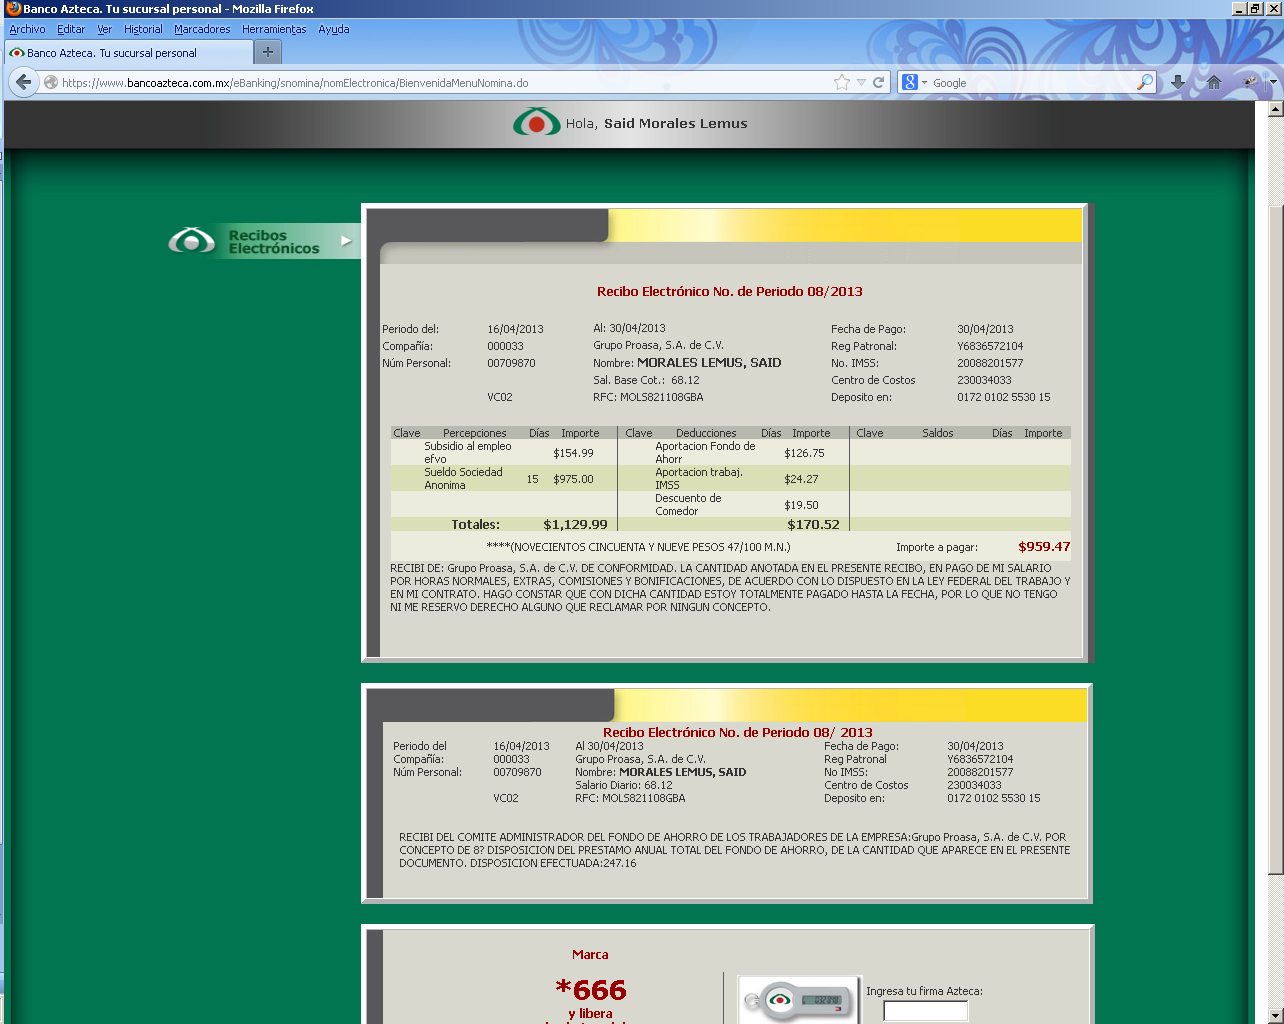 Banco Azteca. Tu sucursal personal - Mozilla Firefox
Archivo Editar Ver Historial Marcadores Herramientas Ayuda
Banco Azteca. Tu sucursal personal
https://www.bancoazteca.com.mx/eBanking/snomina/nomElectronica/BienvenidaMenuNomina.do Google
Hola, Said Morales Lemus
Recibos
Electrónicos
Recibo Electrónico No. de Periodo 08/2013
Periodo del: 16/04/2013 Al: 30/04/2013 Fecha de Pago: 30/04/2013
Compañía: 000033 Grupo Proasa, S.A. de C.V. Reg Patronal: Y6836572104
Núm Personal: 00709870 Nombre: MORALES LEMUS, SAID No. IMSS: 20088201577
Sal. Base Cot.: 68.12 Centro de Costos 230034033
VC02 RFC: MOLS821108GBA Deposito en: 0172 0102 5530 15
Clave Percepciones Días Importe Clave Deducciones Días Importe Clave Saldos Días Importe
Subsidio al empleo efvo $154.99 Aportacion Fondo de Ahorr $126.75
Sueldo Sociedad Anonima 15 $975.00 Aportacion trabaj. IMSS $24.27
Descuento de Comedor $19.50
Totales: $1,129.99 $170.52
****(NOVECIENTOS CINCUENTA Y NUEVE PESOS 47/100 M.N.) Importe a pagar: $959.47
RECIBI DE: Grupo Proasa, S.A. de C.V. DE CONFORMIDAD. LA CANTIDAD ANOTADA EN EL PRESENTE RECIBO, EN PAGO DE MI SALARIO
POR HORAS NORMALES, EXTRAS, COMISIONES Y BONIFICACIONES, DE ACUERDO CON LO DISPUESTO EN LA LEY FEDERAL DEL TRABAJO Y
EN MI CONTRATO. HAGO CONSTAR QUE CON DICHA CANTIDAD ESTOY TOTALMENTE PAGADO HASTA LA FECHA, POR LO QUE NO TENGO
NI ME RESERVO DERECHO ALGUNO QUE RECLAMAR POR NINGUN CONCEPTO.
Recibo Electrónico No. de Periodo 08/ 2013
Periodo del 16/04/2013 Al 30/04/2013 Fecha de Pago: 30/04/2013
Compañía: 000033 Grupo Proasa, S.A. de C.V. Reg Patronal Y6836572104
Núm Personal: 00709870 Nombre: MORALES LEMUS, SAID No IMSS: 20088201577
Salario Diario: 68.12 Centro de Costos 230034033
VC02 RFC: MOLS821108GBA Deposito en: 0172 0102 5530 15
RECIBI DEL COMITE ADMINISTRADOR DEL FONDO DE AHORRO DE LOS TRABAJADORES DE LA EMPRESA:Grupo Proasa, S.A. de C.V. POR
CONCEPTO DE 8? DISPOSICION DEL PRESTAMO ANUAL TOTAL DEL FONDO DE AHORRO, DE LA CANTIDAD QUE APARECE EN EL PRESENTE
DOCUMENTO. DISPOSICION EFECTUADA:247.16
Marca
*666
y libera
Ingresa tu firma Azteca: